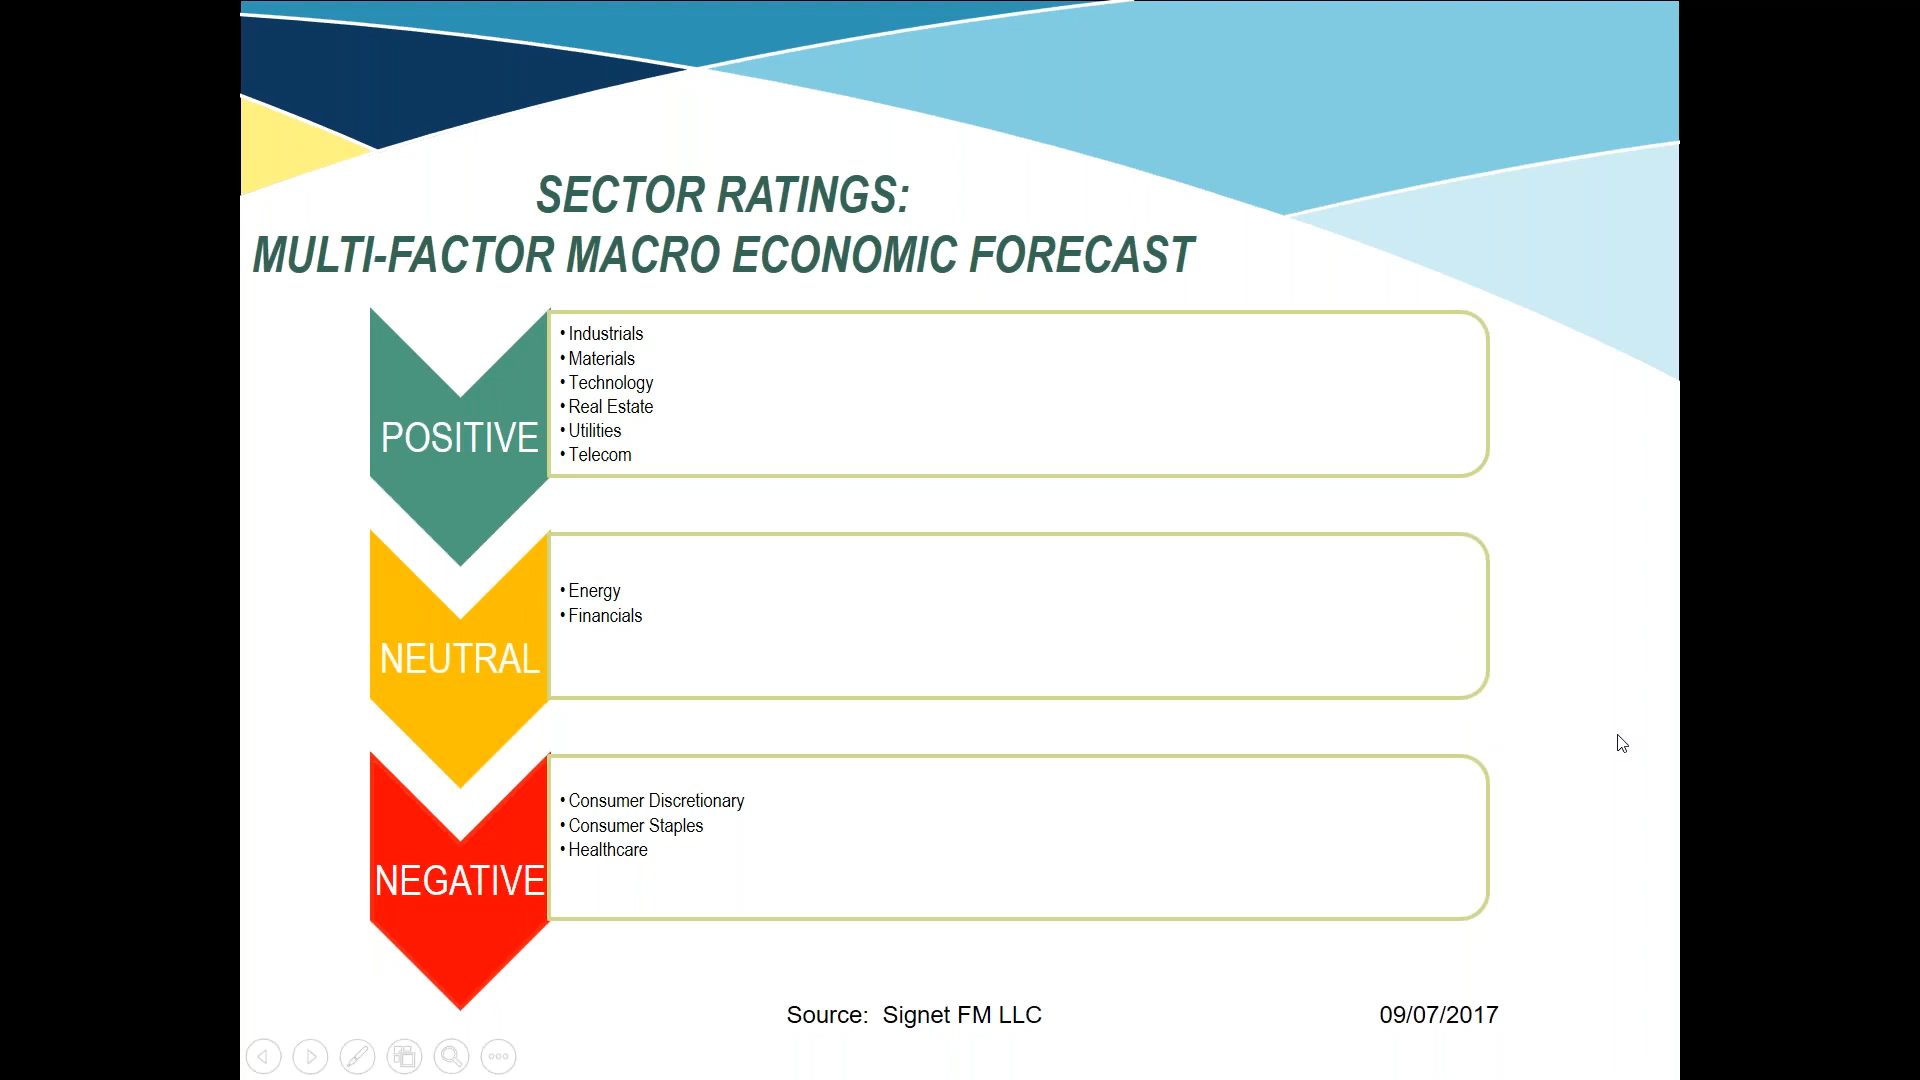 SECTOR RATINGS:
MULTI-FACTOR MACRO ECONOMIC FORECAST
POSITIVE
• Industrials
• Materials
• Technology
• Real Estate
• Utilities
• Telecom
NEUTRAL
• Energy
• Financials
NEGATIVE
• Consumer Discretionary
• Consumer Staples
• Healthcare
Source:  Signet FM LLC
09/07/2017